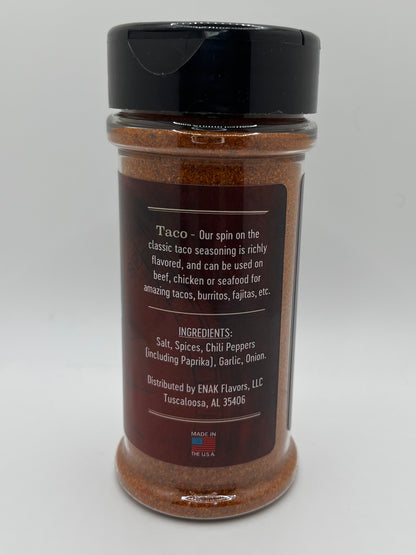 Taco - Our spin on the
classic taco seasoning is richly
flavored, and can be used on
beef, chicken or seafood for
amazing tacos, burritos, fajitas, etc.
INGREDIENTS:
Salt, Spices, Chili Peppers
(including Paprika), Garlic, Onion.
Distributed by ENAK Flavors, LLC
Tuscaloosa, AL 35406
MADE IN
THE U.S.A